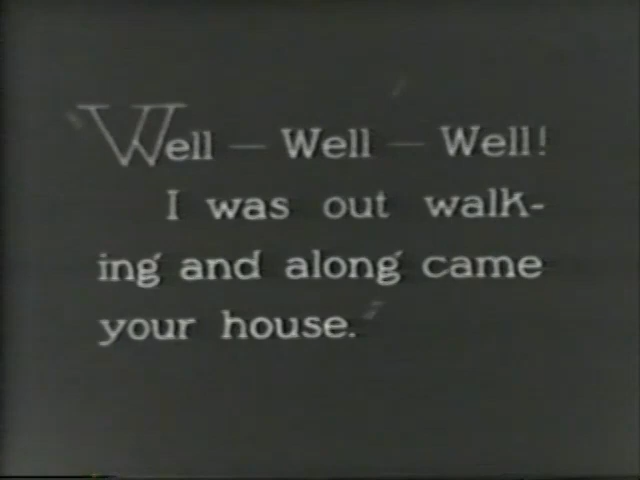 "Well — Well — Well!
I was out walk-
ing and along came
your house."